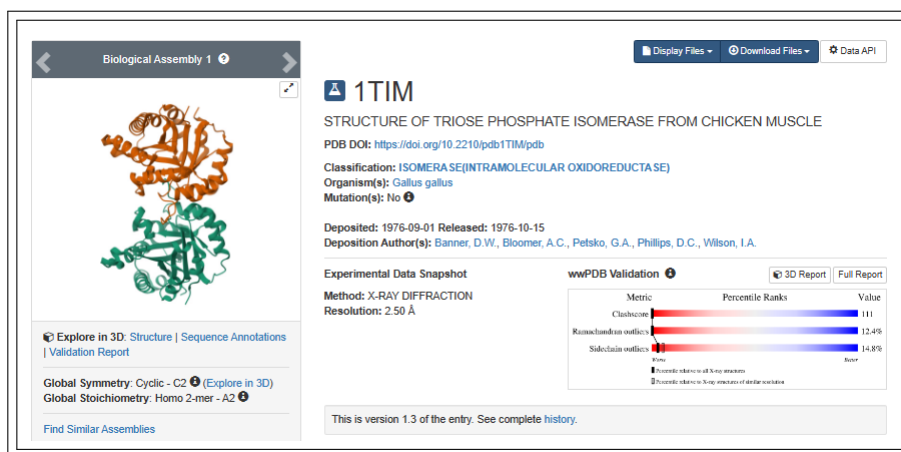 Biological Assembly 1
Display Files
Download Files
Data API
1TIM
STRUCTURE OF TRIOSE PHOSPHATE ISOMERASE FROM CHICKEN MUSCLE
PDB DOI: https://doi.org/10.2210/pdb1TIM/pdb
Classification: ISOMERASE(INTRAMOLECULAR OXIDOREDUCTASE)
Organism(s): Gallus gallus
Mutation(s): No
Deposited: 1976-09-01 Released: 1976-10-15
Deposition Author(s): Banner, D.W., Bloomer, A.C., Petsko, G.A., Phillips, D.C., Wilson, I.A.
Experimental Data Snapshot
Method: X-RAY DIFFRACTION
Resolution: 2.50 Å
wwPDB Validation
3D Report
Full Report
Metric Percentile Ranks Value
Clashscore 111
Ramachandran outliers 12.4%
Sidechain outliers 14.8%
Worse Better
Percentile relative to all X-ray structures
Percentile relative to X-ray structures of similar resolution
Explore in 3D: Structure | Sequence Annotations
| Validation Report
Global Symmetry: Cyclic - C2 (Explore in 3D)
Global Stoichiometry: Homo 2-mer - A2
Find Similar Assemblies
This is version 1.3 of the entry. See complete history.